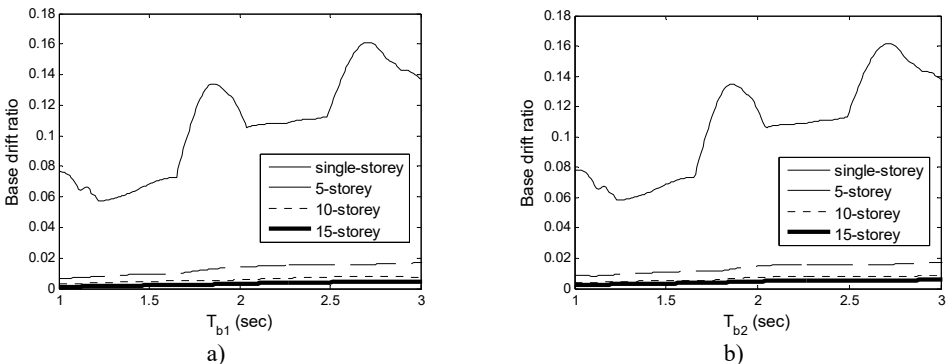 0.18
0.16
0.14
0.12
0.1
0.08
0.06
0.04
0.02
0
Base drift ratio
single-storey
5-storey
10-storey
15-storey
1
1.5
2
2.5
3
T_b1 (sec)
a)
0.18
0.16
0.14
0.12
0.1
0.08
0.06
0.04
0.02
0
Base drift ratio
single-storey
5-storey
10-storey
15-storey
1
1.5
2
2.5
3
T_b2 (sec)
b)